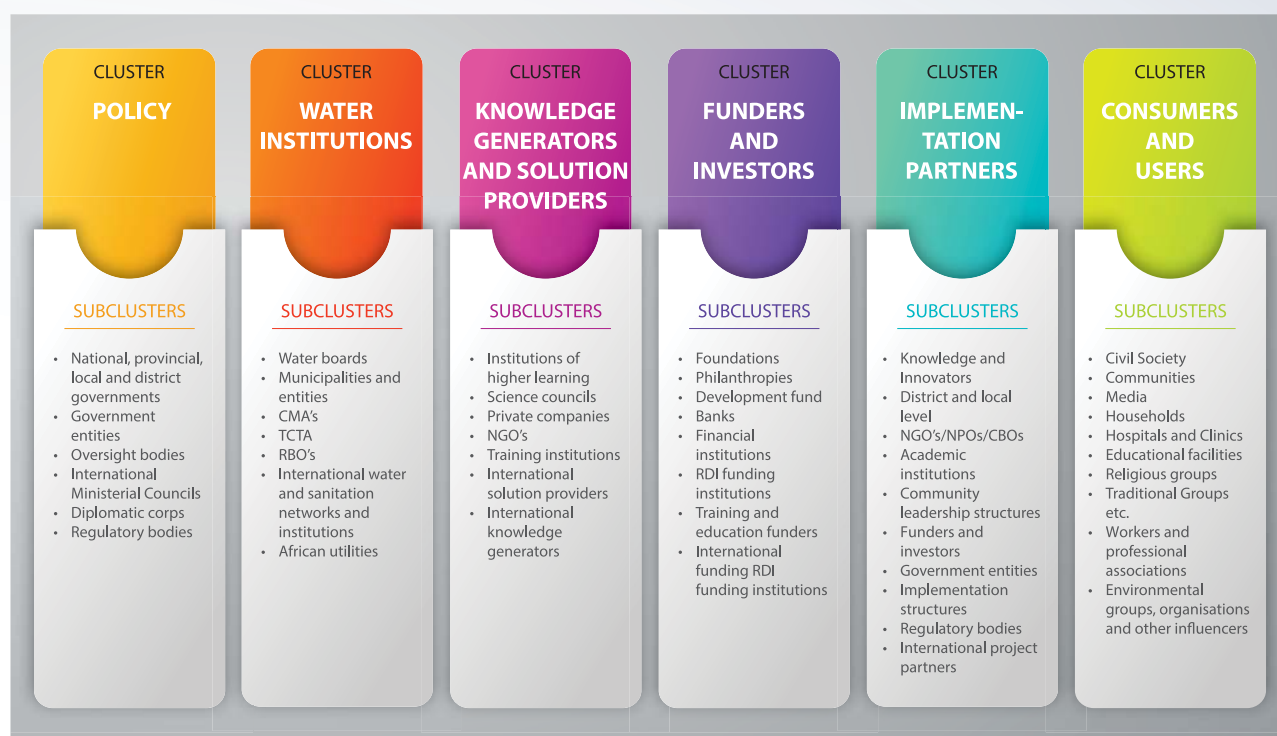 CLUSTER
POLICY
SUBCLUSTERS
• National, provincial,
local and district
governments
• Government
entities
• Oversight bodies
• International
Ministerial Councils
• Diplomatic corps
• Regulatory bodies
CLUSTER
WATER
INSTITUTIONS
SUBCLUSTERS
• Water boards
• Municipalities and
entities
• CMA's
• TCTA
• RBO's
• International water
and sanitation
networks and
institutions
• African utilities
CLUSTER
KNOWLEDGE
GENERATORS
AND SOLUTION
PROVIDERS
SUBCLUSTERS
• Institutions of
higher learning
• Science councils
• Private companies
• NGO's
• Training institutions
• International
solution providers
• International
knowledge
generators
CLUSTER
FUNDERS
AND
INVESTORS
SUBCLUSTERS
• Foundations
• Philanthropies
• Development fund
• Banks
• Financial
institutions
• RDI funding
institutions
• Training and
education funders
• International
funding RDI
funding institutions
CLUSTER
IMPLEMEN-
TATION
PARTNERS
SUBCLUSTERS
• Knowledge and
Innovators
• District and local
level
• NGO's/NPOs/CBOs
• Academic
institutions
• Community
leadership structures
• Funders and
investors
• Government entities
• Implementation
structures
• Regulatory bodies
• International project
partners
CLUSTER
CONSUMERS
AND
USERS
SUBCLUSTERS
• Civil Society
• Communities
• Media
• Households
• Hospitals and Clinics
• Educational facilities
• Religious groups
• Traditional Groups
etc.
• Workers and
professional
associations
• Environmental
groups, organisations
and other influencers